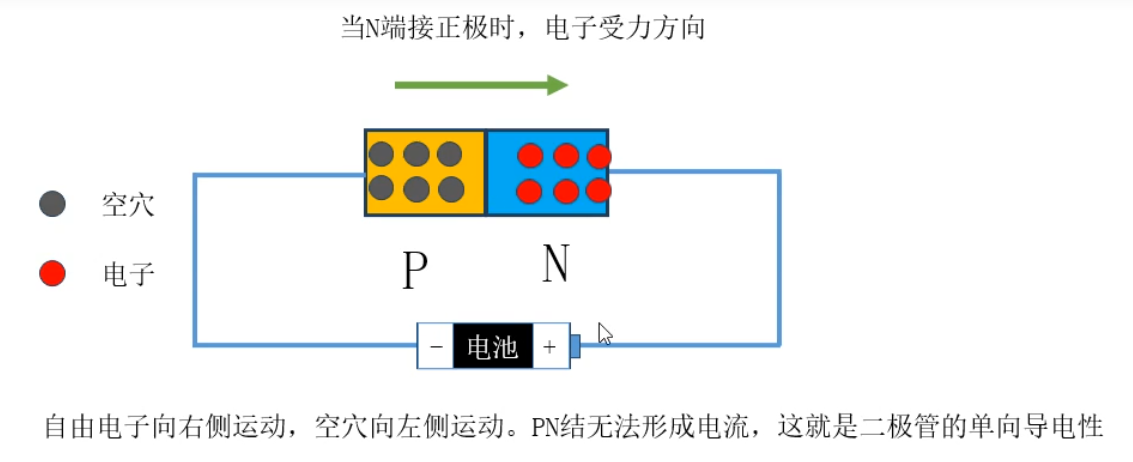 当N端接正极时，电子受力方向
空穴
电子
P
N
- 电池 +
自由电子向右侧运动，空穴向左侧运动。PN结无法形成电流，这就是二极管的单向导电性